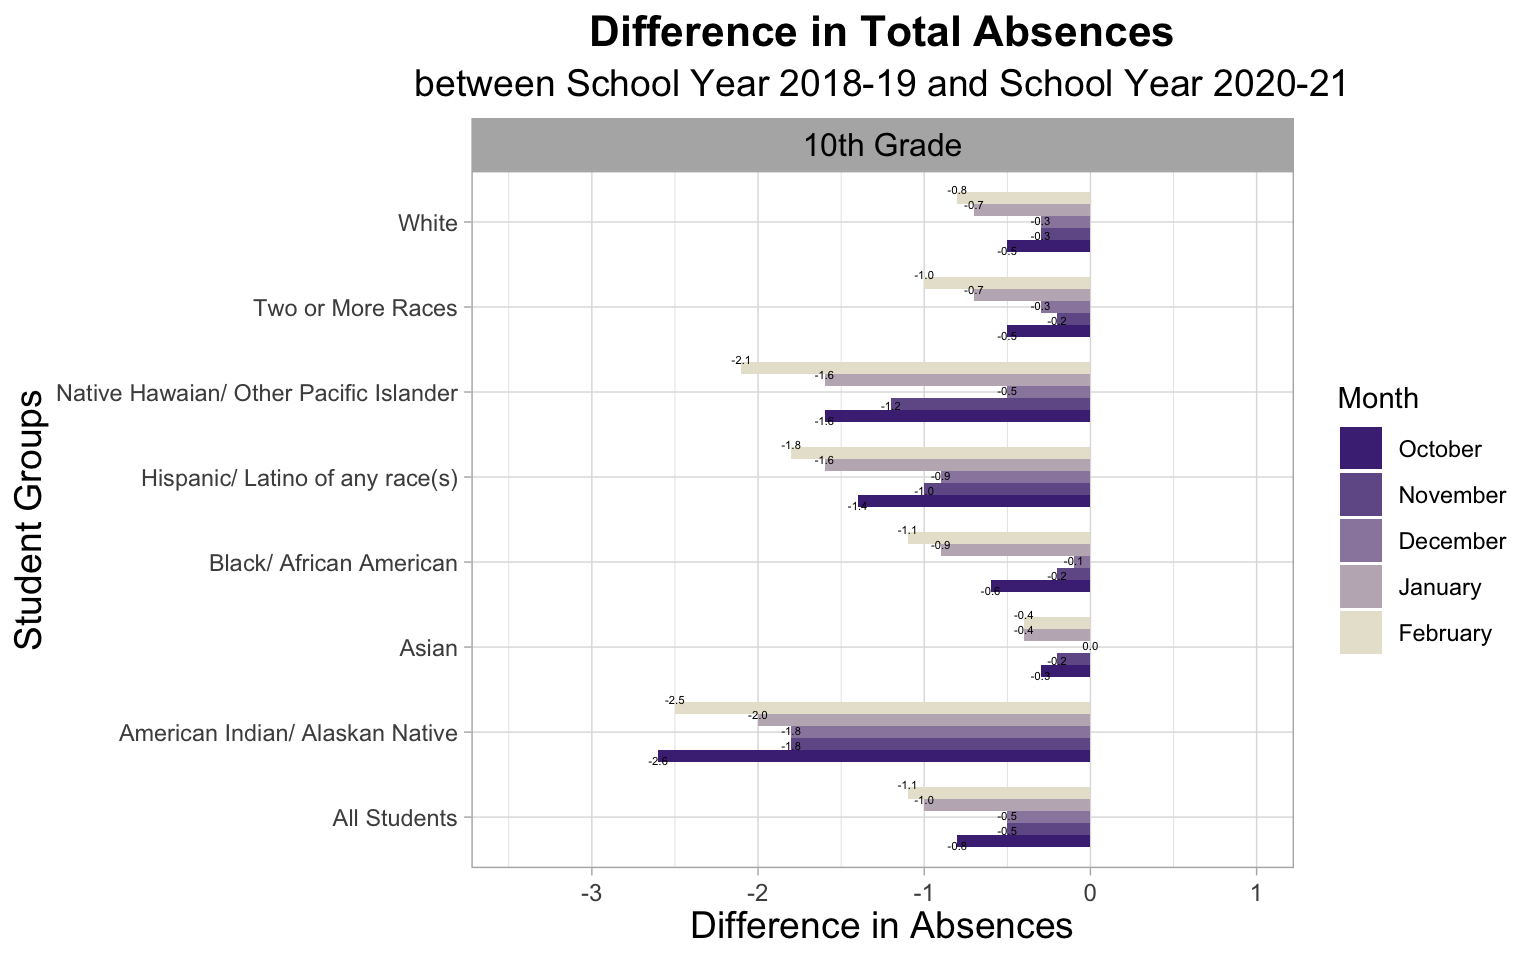 Difference in Total Absences
between School Year 2018-19 and School Year 2020-21
10th Grade
Student Groups
White
-0.8
-0.7
-0.3
-0.3
-0.5
Two or More Races
-1.0
-0.7
-0.3
-0.2
-0.5
Native Hawaian/ Other Pacific Islander
-2.1
-1.6
-0.5
-1.2
-1.6
Hispanic/ Latino of any race(s)
-1.8
-1.6
-0.9
-1.0
-1.4
Black/ African American
-1.1
-0.9
-0.1
-0.2
-0.6
Asian
-0.4
-0.4
0.0
-0.2
-0.3
American Indian/ Alaskan Native
-2.5
-2.0
-1.8
-1.8
-2.6
All Students
-1.1
-1.0
-0.5
-0.5
-0.8
-3 -2 -1 0 1
Difference in Absences
Month
October
November
December
January
February